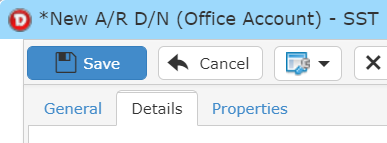 *New A/R D/N (Office Account) - SST
Save Cancel
General Details Properties